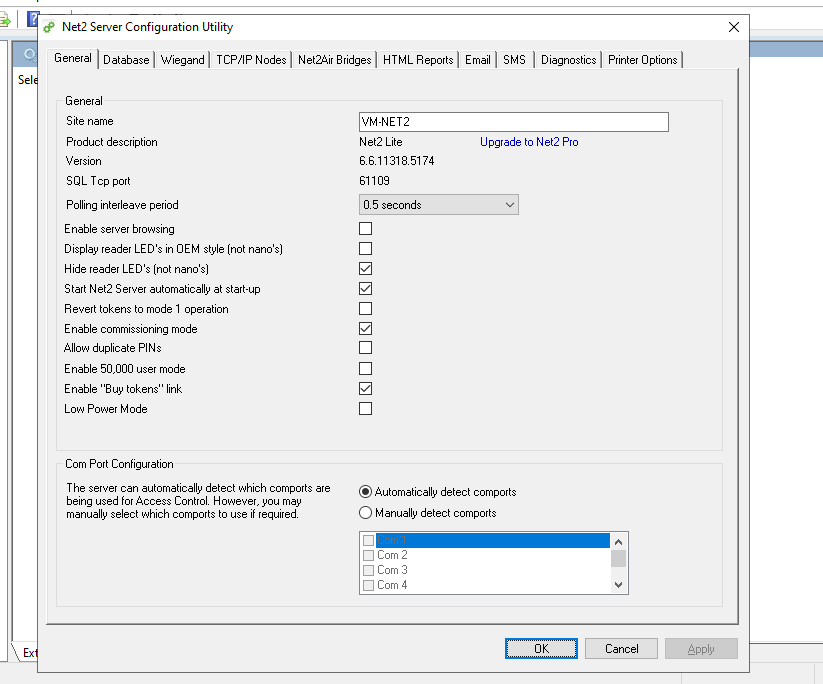 Net2 Server Configuration Utility
General Database Wiegand TCP/IP Nodes Net2Air Bridges HTML Reports Email SMS Diagnostics Printer Options
Sele
General
Site name VM-NET2
Product description Net2 Lite Upgrade to Net2 Pro
Version 6.6.11318.5174
SQL Tcp port 61109
Polling interleave period 0.5 seconds
Enable server browsing
Display reader LED's in OEM style (not nano's)
Hide reader LED's (not nano's)
Start Net2 Server automatically at start-up
Revert tokens to mode 1 operation
Enable commissioning mode
Allow duplicate PINs
Enable 50,000 user mode
Enable "Buy tokens" link
Low Power Mode
Com Port Configuration
The server can automatically detect which comports are
being used for Access Control. However, you may
manually select which comports to use if required.
Automatically detect comports
Manually detect comports
Com 1
Com 2
Com 3
Com 4
Ext
OK Cancel Apply